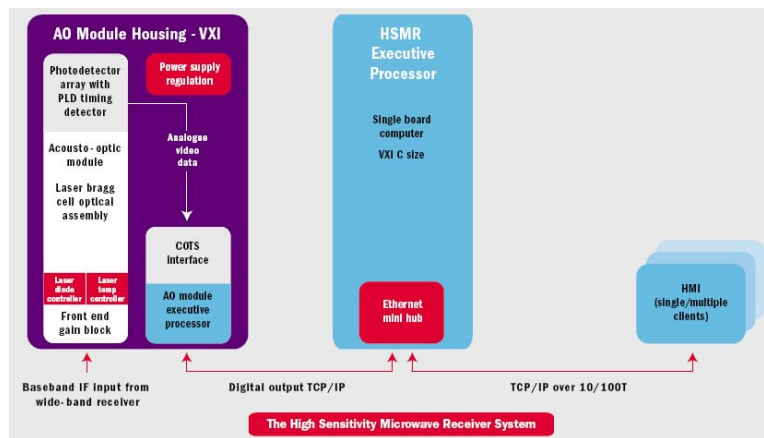 AO Module Housing - VXI
Photodetector
array with
PLD timing
detector
Power supply
regulation
Analogue
video
data
Acousto-optic
module
Laser bragg
cell optical
assembly
COTS
interface
Laser
diode
controller
Laser
temp
controller
AO module
executive
processor
Front end
gain block
HSMR
Executive
Processor
Single board
computer
VXI C size
Ethernet
mini hub
HMI
(single/multiple
clients)
Baseband IF input from
wide-band receiver
Digital output TCP/IP
TCP/IP over 10/100T
The High Sensitivity Microwave Receiver System